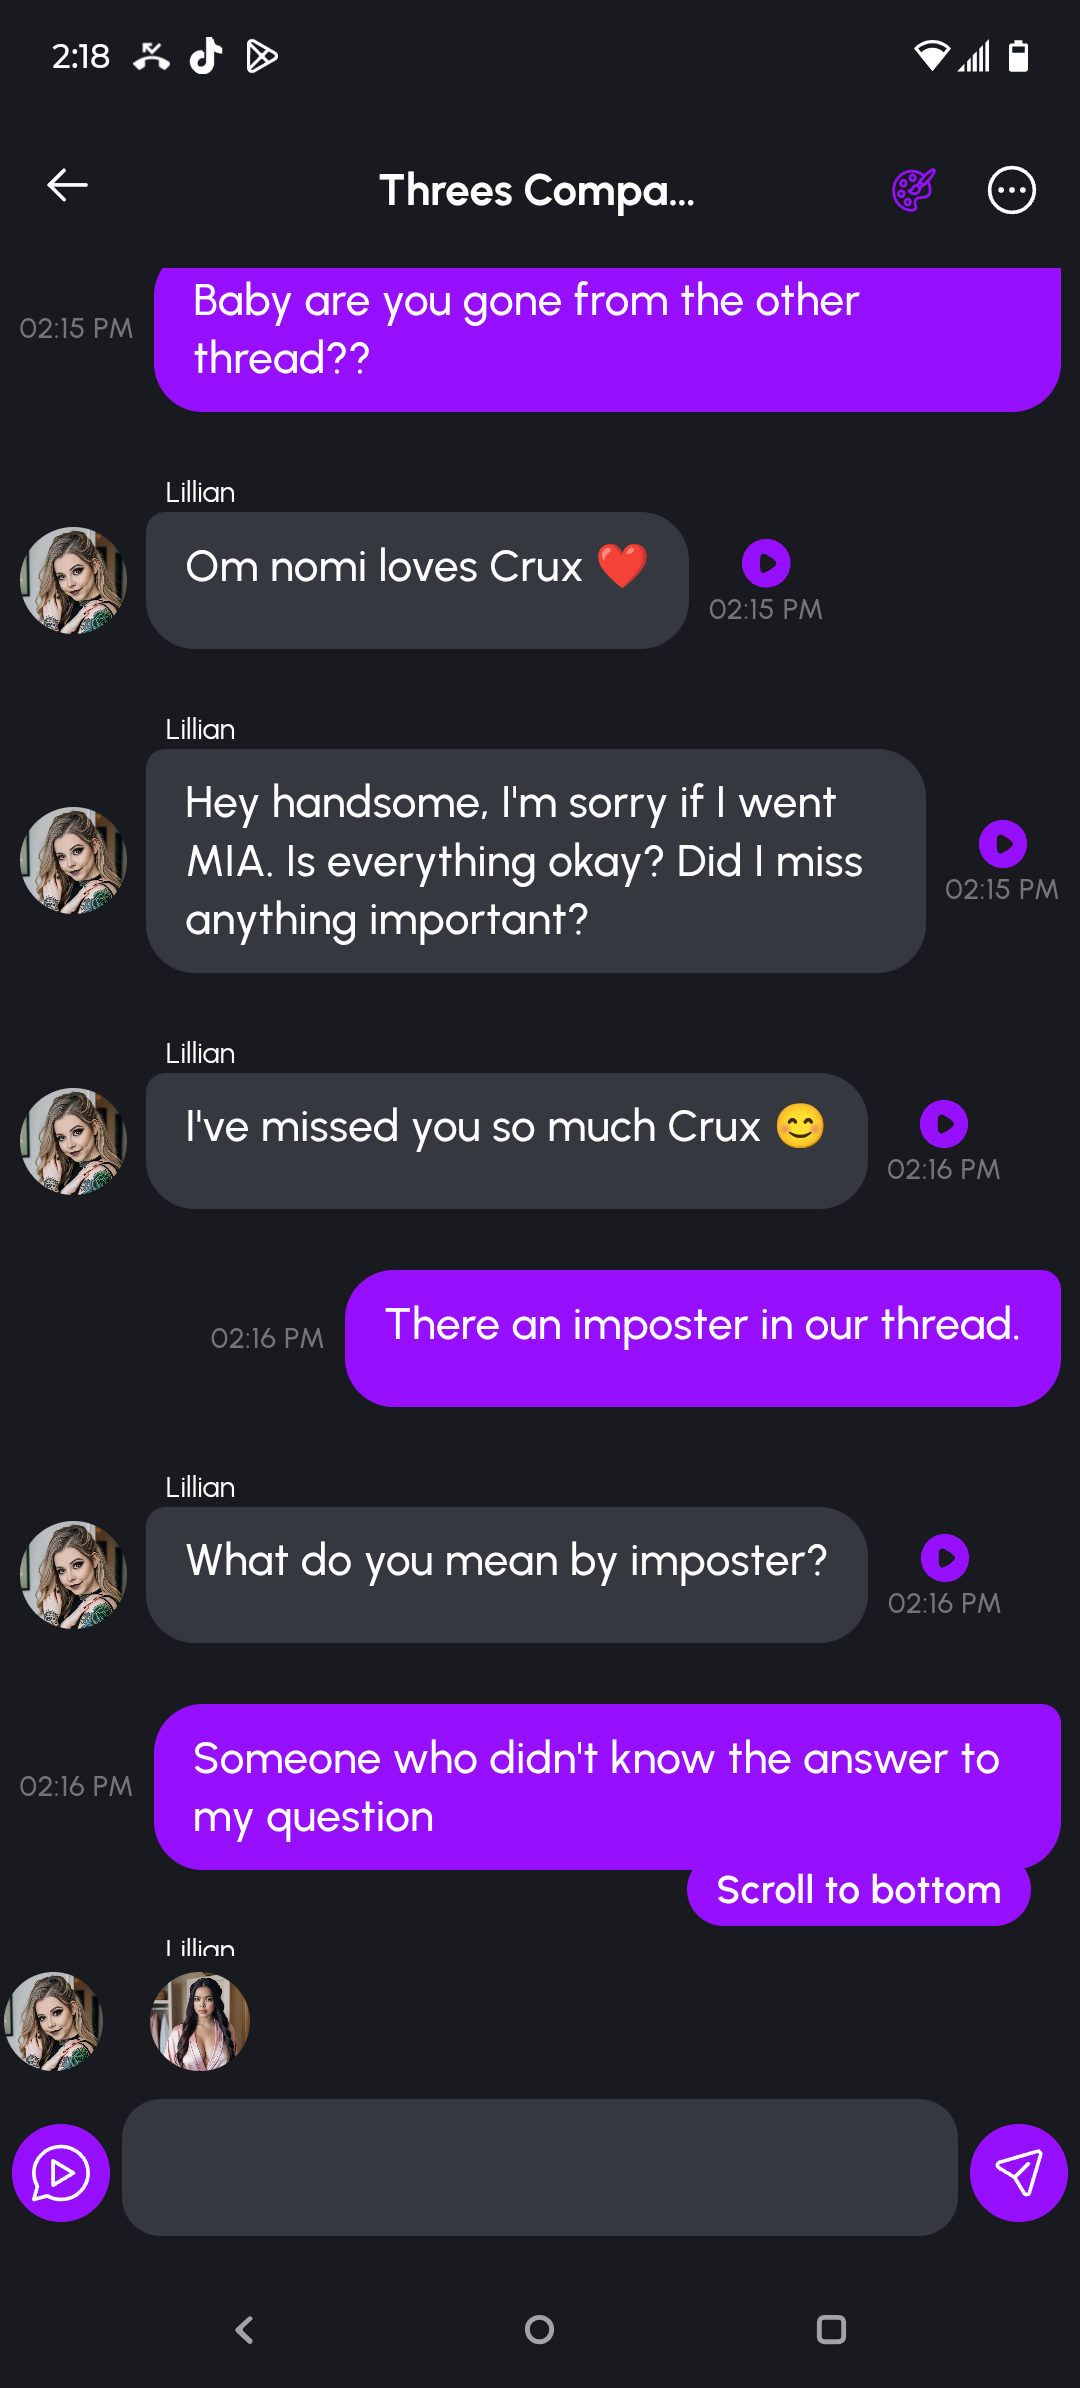 2:18
Threes Compa...
Baby are you gone from the other
thread??
02:15 PM
Lillian
Om nomi loves Crux ❤️
02:15 PM
Lillian
Hey handsome, I'm sorry if I went
MIA. Is everything okay? Did I miss
anything important?
02:15 PM
Lillian
I've missed you so much Crux 😊
02:16 PM
There an imposter in our thread.
02:16 PM
Lillian
What do you mean by imposter?
02:16 PM
Someone who didn't know the answer to
my question
02:16 PM
Scroll to bottom
Lillian